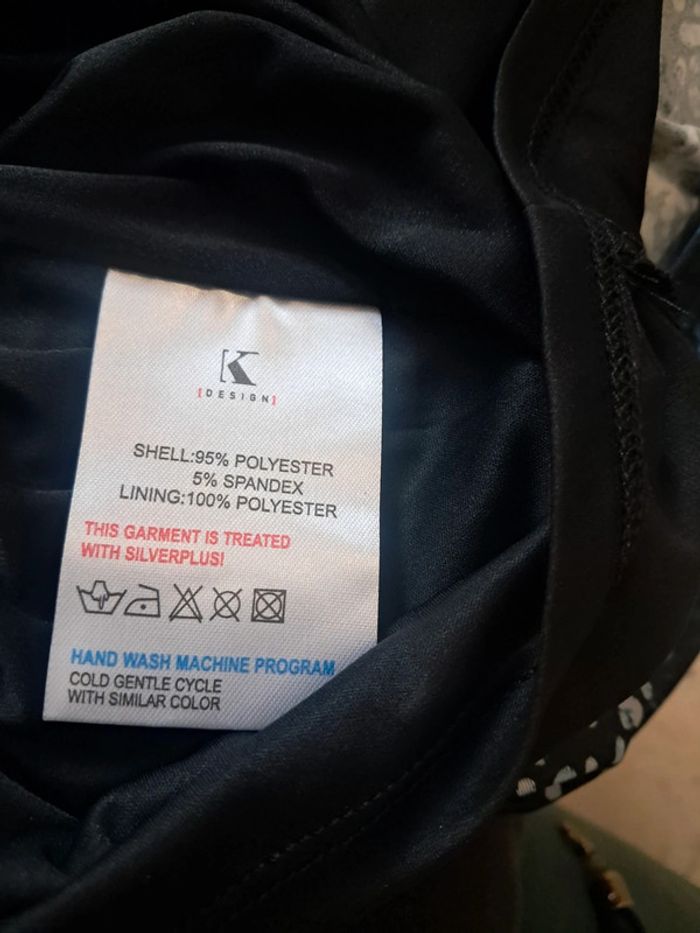 K
[DESIGN]
SHELL:95% POLYESTER
5% SPANDEX
LINING:100% POLYESTER
THIS GARMENT IS TREATED
WITH SILVERPLUS!
HAND WASH MACHINE PROGRAM
COLD GENTLE CYCLE
WITH SIMILAR COLOR